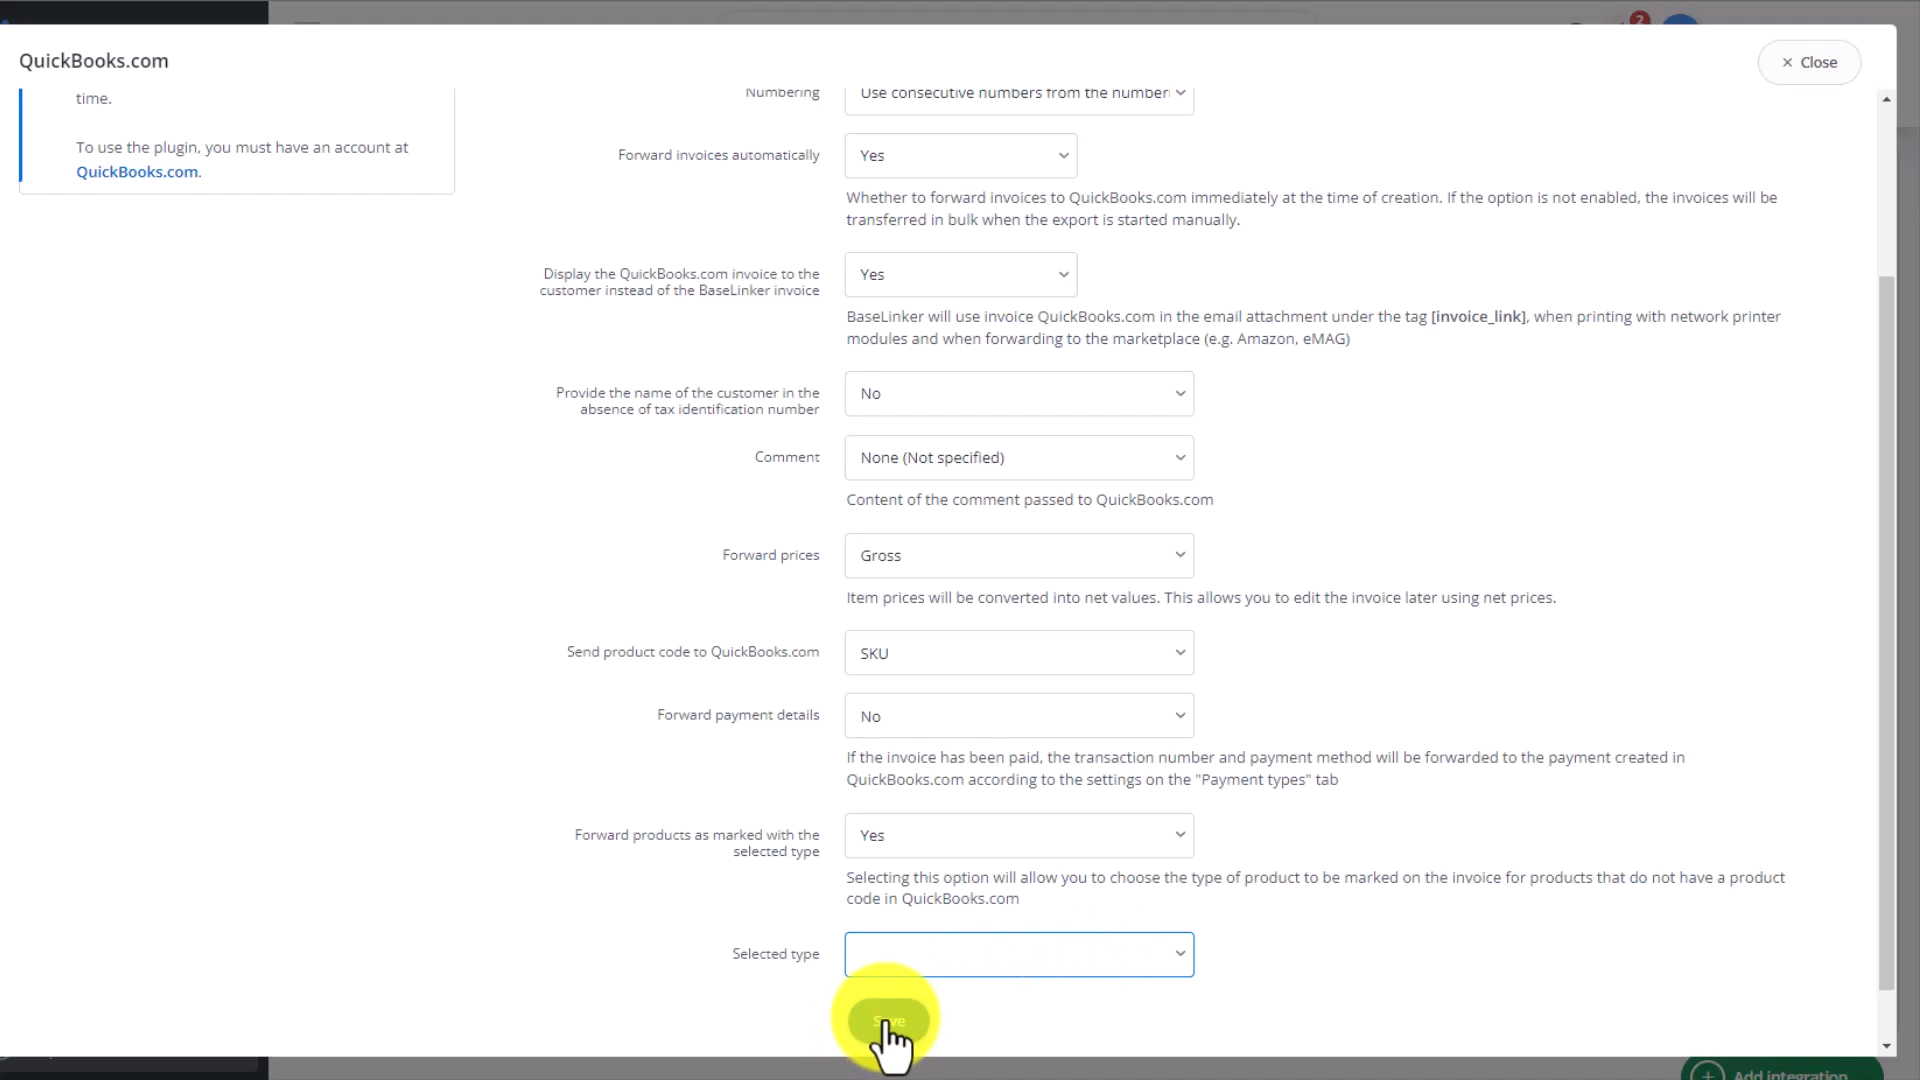 2
QuickBooks.com
× Close
time.
To use the plugin, you must have an account at
QuickBooks.com.
Numbering
Use consecutive numbers from the number
Forward invoices automatically
Yes
Whether to forward invoices to QuickBooks.com immediately at the time of creation. If the option is not enabled, the invoices will be
transferred in bulk when the export is started manually.
Display the QuickBooks.com invoice to the
customer instead of the BaseLinker invoice
Yes
BaseLinker will use invoice QuickBooks.com in the email attachment under the tag [invoice_link], when printing with network printer
modules and when forwarding to the marketplace (e.g. Amazon, eMAG)
Provide the name of the customer in the
absence of tax identification number
No
Comment
None (Not specified)
Content of the comment passed to QuickBooks.com
Forward prices
Gross
Item prices will be converted into net values. This allows you to edit the invoice later using net prices.
Send product code to QuickBooks.com
SKU
Forward payment details
No
If the invoice has been paid, the transaction number and payment method will be forwarded to the payment created in
QuickBooks.com according to the settings on the "Payment types" tab
Forward products as marked with the
selected type
Yes
Selecting this option will allow you to choose the type of product to be marked on the invoice for products that do not have a product
code in QuickBooks.com
Selected type
Save
Add integration